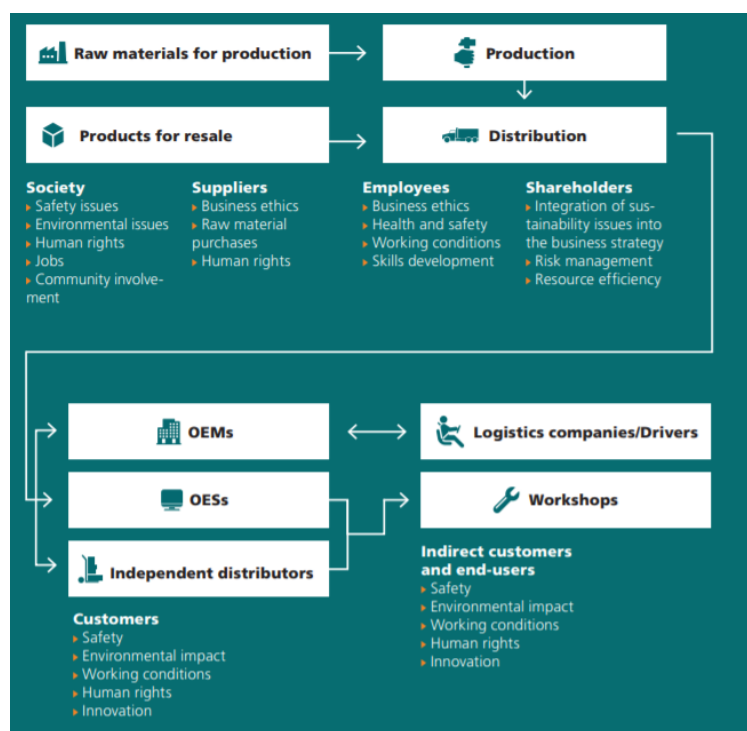 Raw materials for production
Production
Products for resale
Distribution
Society
Safety issues
Environmental issues
Human rights
Jobs
Community involve-
ment
Suppliers
Business ethics
Raw material
purchases
Human rights
Employees
Business ethics
Health and safety
Working conditions
Skills development
Shareholders
Integration of sus-
tainability issues into
the business strategy
Risk management
Resource efficiency
OEMs
Logistics companies/Drivers
OESs
Workshops
Independent distributors
Customers
Safety
Environmental impact
Working conditions
Human rights
Innovation
Indirect customers
and end-users
Safety
Environmental impact
Working conditions
Human rights
Innovation